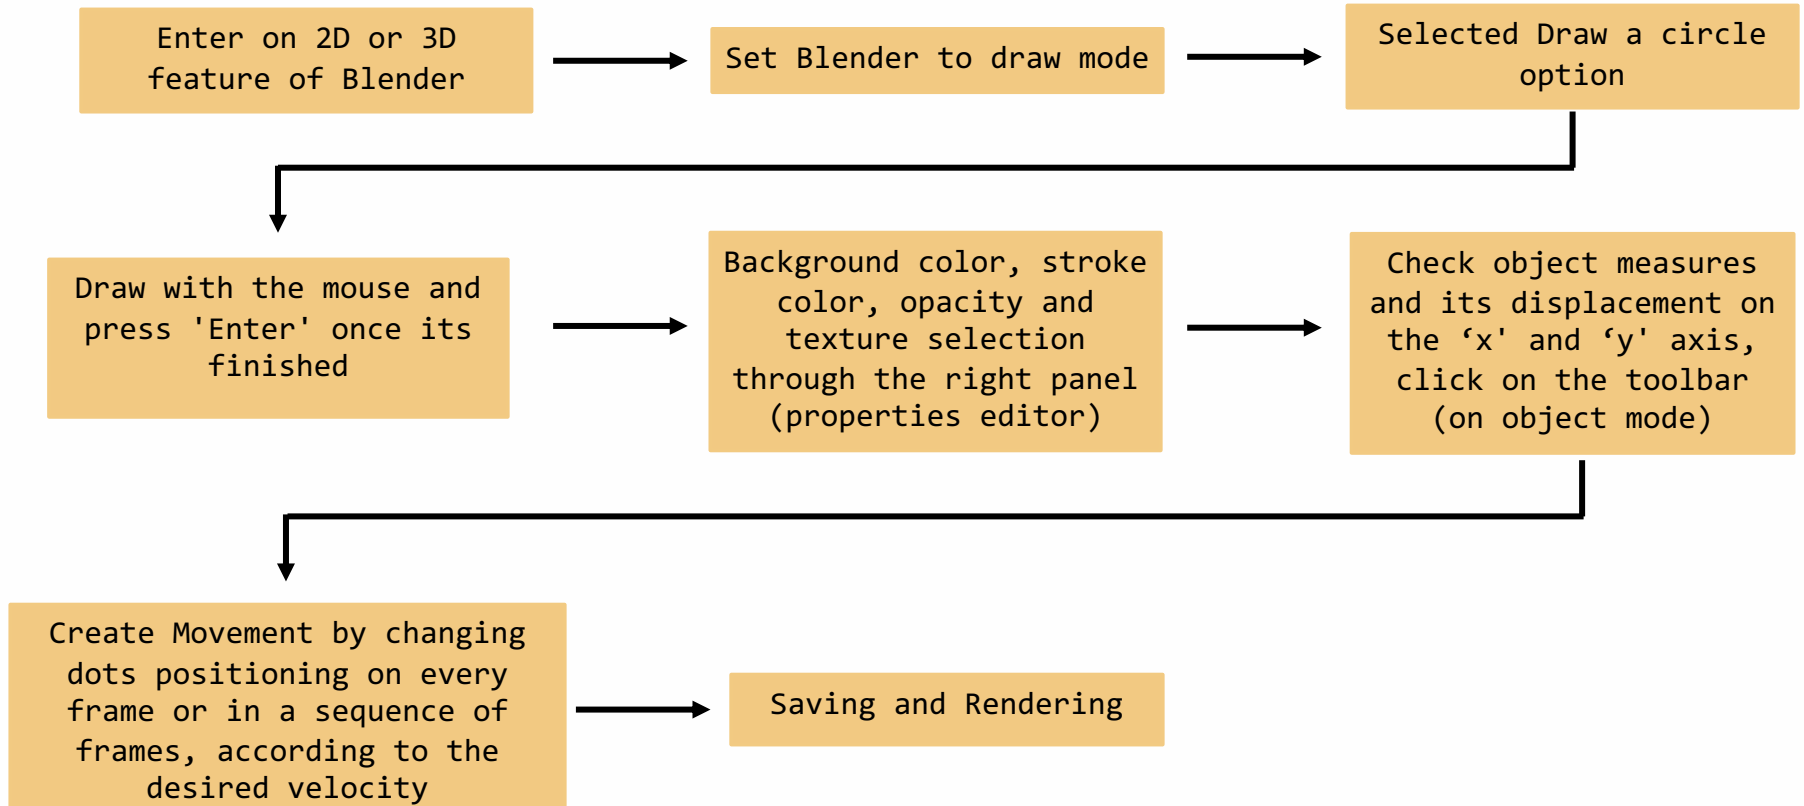 Enter on 2D or 3D
feature of Blender
Set Blender to draw mode
Selected Draw a circle
option
Draw with the mouse and
press 'Enter' once its
finished
Background color, stroke
color, opacity and
texture selection
through the right panel
(properties editor)
Check object measures
and its displacement on
the ‘x' and ‘y' axis,
click on the toolbar
(on object mode)
Create Movement by changing
dots positioning on every
frame or in a sequence of
frames, according to the
desired velocity
Saving and Rendering